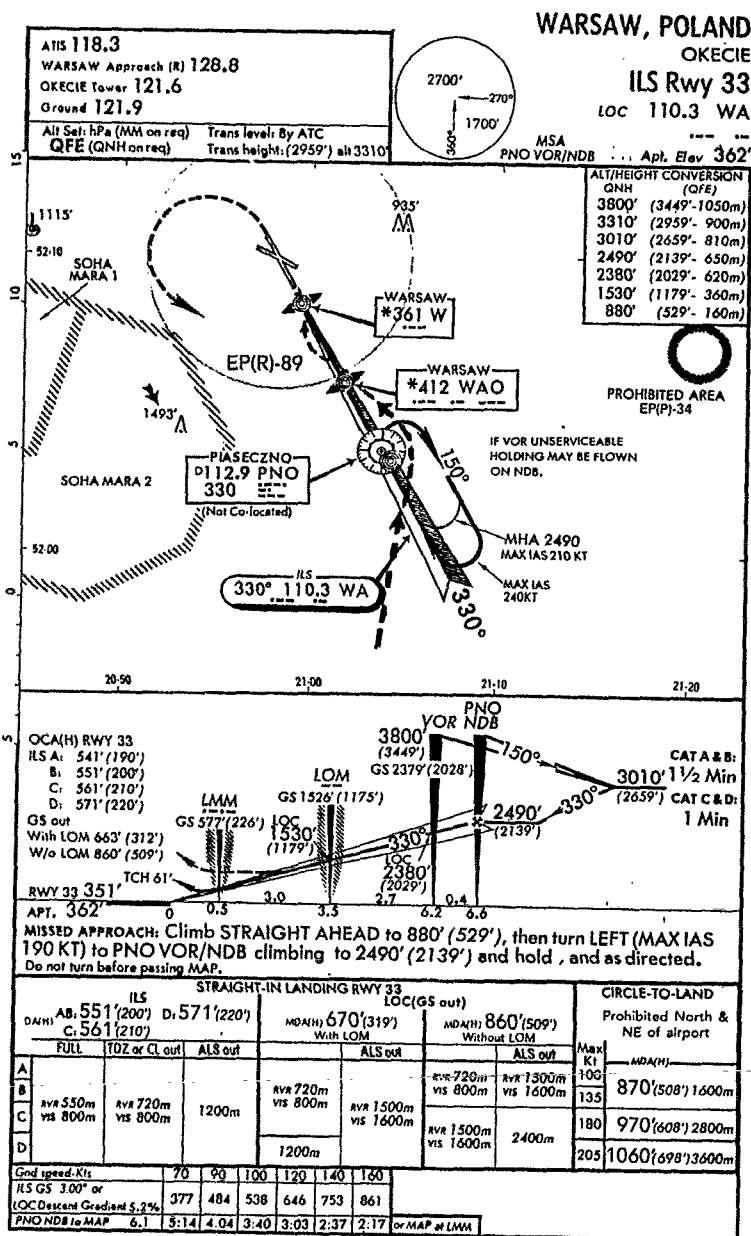 WARSAW, POLAND
OKECIE
ILS Rwy 33
LOC 110.3 WA
ATIS 118.3
WARSAW Approach (R) 128.8
OKECIE Tower 121.6
Ground 121.9
Alt Set: hPa (MM on req)
QFE (QNH on req)
Trans level: By ATC
Trans height: (2959') alt 3310'
2700'
270°
1700'
360°
MSA
PNO VOR/NDB
Apt. Elev 362'
ALT/HEIGHT CONVERSION
QNH (QFE)
3800' (3449'-1050m)
3310' (2959'- 900m)
3010' (2659'- 810m)
2490' (2139'- 650m)
2380' (2029'- 620m)
1530' (1179'- 360m)
880' (529'- 160m)
15
1115'
935'
52-10
SOHA
MARA 1
10
WARSAW
*361 W
EP(R)-89
WARSAW
*412 WAO
PROHIBITED AREA
EP(P)-34
1493'
5
PIASECZNO
D112.9 PNO
330
(Not Co-located)
IF VOR UNSERVICEABLE
HOLDING MAY BE FLOWN
ON NDB.
150°
SOHA MARA 2
MHA 2490
MAX IAS 210 KT
52-00
MAX IAS
240KT
ILS
330° 110.3 WA
330°
0
20-50
21-00
21-10
21-20
5
OCA(H) RWY 33
ILS A: 541' (190')
B: 551' (200')
C: 561' (210')
D: 571' (220')
GS out
With LOM 663' (312')
W/o LOM 860' (509')
LMM
GS 577' (226')
LOM
GS 1526' (1175')
LOC
1530'
(1179')
PNO
VOR NDB
3800'
(3449')
GS 2379' (2028')
150°
3010'
(2659')
330°
2490'
(2139')
330°
LOC
2380'
(2029')
CAT A & B:
1½ Min
CAT C & D:
1 Min
TCH 61'
RWY 33 351'
APT. 362'
3.0
2.7
0.4
0
0.5
3.5
6.2
6.6
MISSED APPROACH: Climb STRAIGHT AHEAD to 880' (529'), then turn LEFT (MAX IAS
190 KT) to PNO VOR/NDB climbing to 2490' (2139') and hold , and as directed.
Do not turn before passing MAP.
STRAIGHT-IN LANDING RWY 33
CIRCLE-TO-LAND
ILS
DA(H) AB: 551' (200') D: 571' (220')
C: 561' (210')
LOC (GS out)
MDA(H) 670' (319')
With LOM
MDA(H) 860' (509')
Without LOM
Prohibited North &
NE of airport
FULL
TDZ or CL out
ALS out
ALS out
ALS out
Max
Kt
MDA(H)
A
B
C
D
RVR 550m
VIS 800m
RVR 720m
VIS 800m
1200m
RVR 720m
VIS 800m
1200m
RVR 1500m
VIS 1600m
RVR 720m
VIS 800m
RVR 1500m
VIS 1600m
RVR 1500m
VIS 1600m
2400m
100
135
870' (508') 1600m
180 970' (608') 2800m
205 1060' (698') 3600m
Gnd speed-Kts 70 90 100 120 140 160
ILS GS 3.00° or
LOC Descent Gradient 5.2% 377 484 538 646 753 861
PNO NDB to MAP 6.1 5:14 4:04 3:40 3:03 2:37 2:17 or MAP at LMM